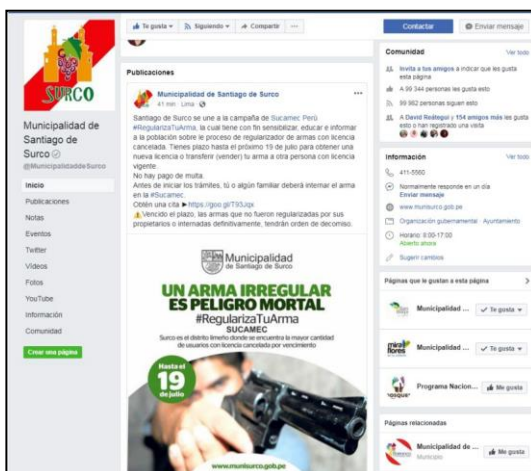 Te gusta
Siguiendo
Compartir
Contactar
Enviar mensaje
SURCO
Municipalidad de
Santiago de
Surco
@MunicipalidaddeSurco
Inicio
Publicaciones
Notas
Eventos
Twitter
Vídeos
Fotos
YouTube
Información
Comunidad
Crear una página
Publicaciones
Municipalidad de Santiago de Surco
41 min · Lima ·
Santiago de Surco se une a la campaña de Sucamec Perú
#RegularizaTuArma, la cual tiene con fin sensibilizar, educar e informar
a la población sobre le proceso de regularizador de armas con licencia
cancelada. Tienes plazo hasta el próximo 19 de julio para obtener una
nueva licencia o transferir (vender) tu arma a otra persona con licencia
vigente.
No hay pago de multa.
Antes de iniciar los trámites, tú o algún familiar deberá internar el arma
en la #Sucamec.
Obtén una cita ►https://goo.gl/T93Jqx
⚠Vencido el plazo, las armas que no fueron regularizadas por sus
propietarios o internadas definitivamente, tendrán orden de decomiso.
Municipalidad
de Santiago de Surco
UN ARMA IRREGULAR
ES PELIGRO MORTAL
#RegularizaTuArma
SUCAMEC
Surco es el distrito limeño donde se encuentra la mayor cantidad
de usuarios con licencia cancelada por vencimiento
Hasta el
19
de julio
www.munisurco.gob.pe
Comunidad
Ver todo
Invita a tus amigos a indicar que les gusta
esta página
A 99 344 personas les gusta esto
99 982 personas siguen esto
A David Reátegui y 154 amigos más les gusta
esto o han registrado una visita
Información
Ver todo
411-5560
Normalmente responde en un día
Enviar mensaje
www.munisurco.gob.pe
Organización gubernamental · Ayuntamiento
Horario: 8:00-17:00
Abierto ahora
Sugerir cambios
Páginas que le gustan a esta página
Municipalidad ...
Te gusta
mira
flores
Municipalidad ...
Te gusta
Programa Nacion...
Me gusta
Páginas relacionadas
Municipalidad de ...
Municipio
Me gusta